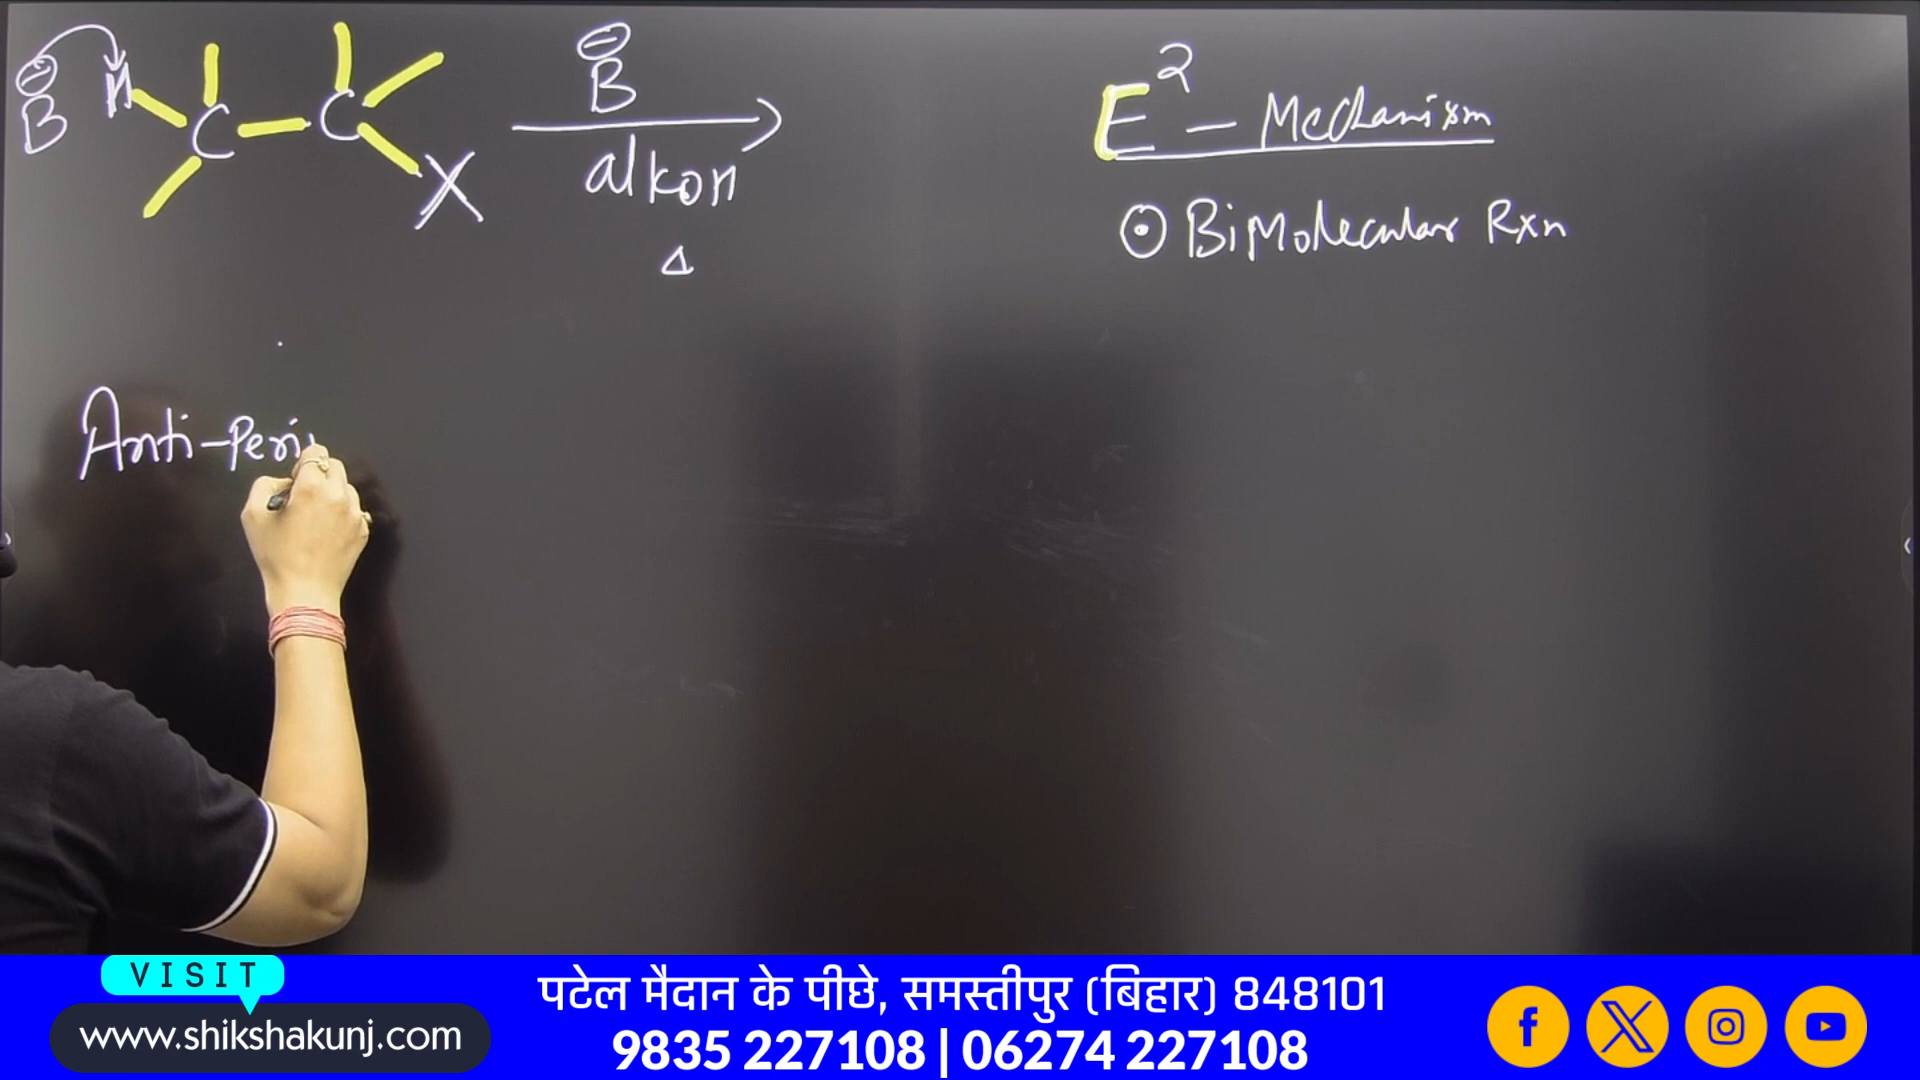 B⊖ H C C X
B⊖
alkoH
Δ
E2 - Mechanism
⊙ BiMolecular Rxn
Anti-Peri
VISIT
www.shikshakunj.com
पटेल मैदान के पीछे, समस्तीपुर (बिहार) 848101
9835 227108 | 06274 227108